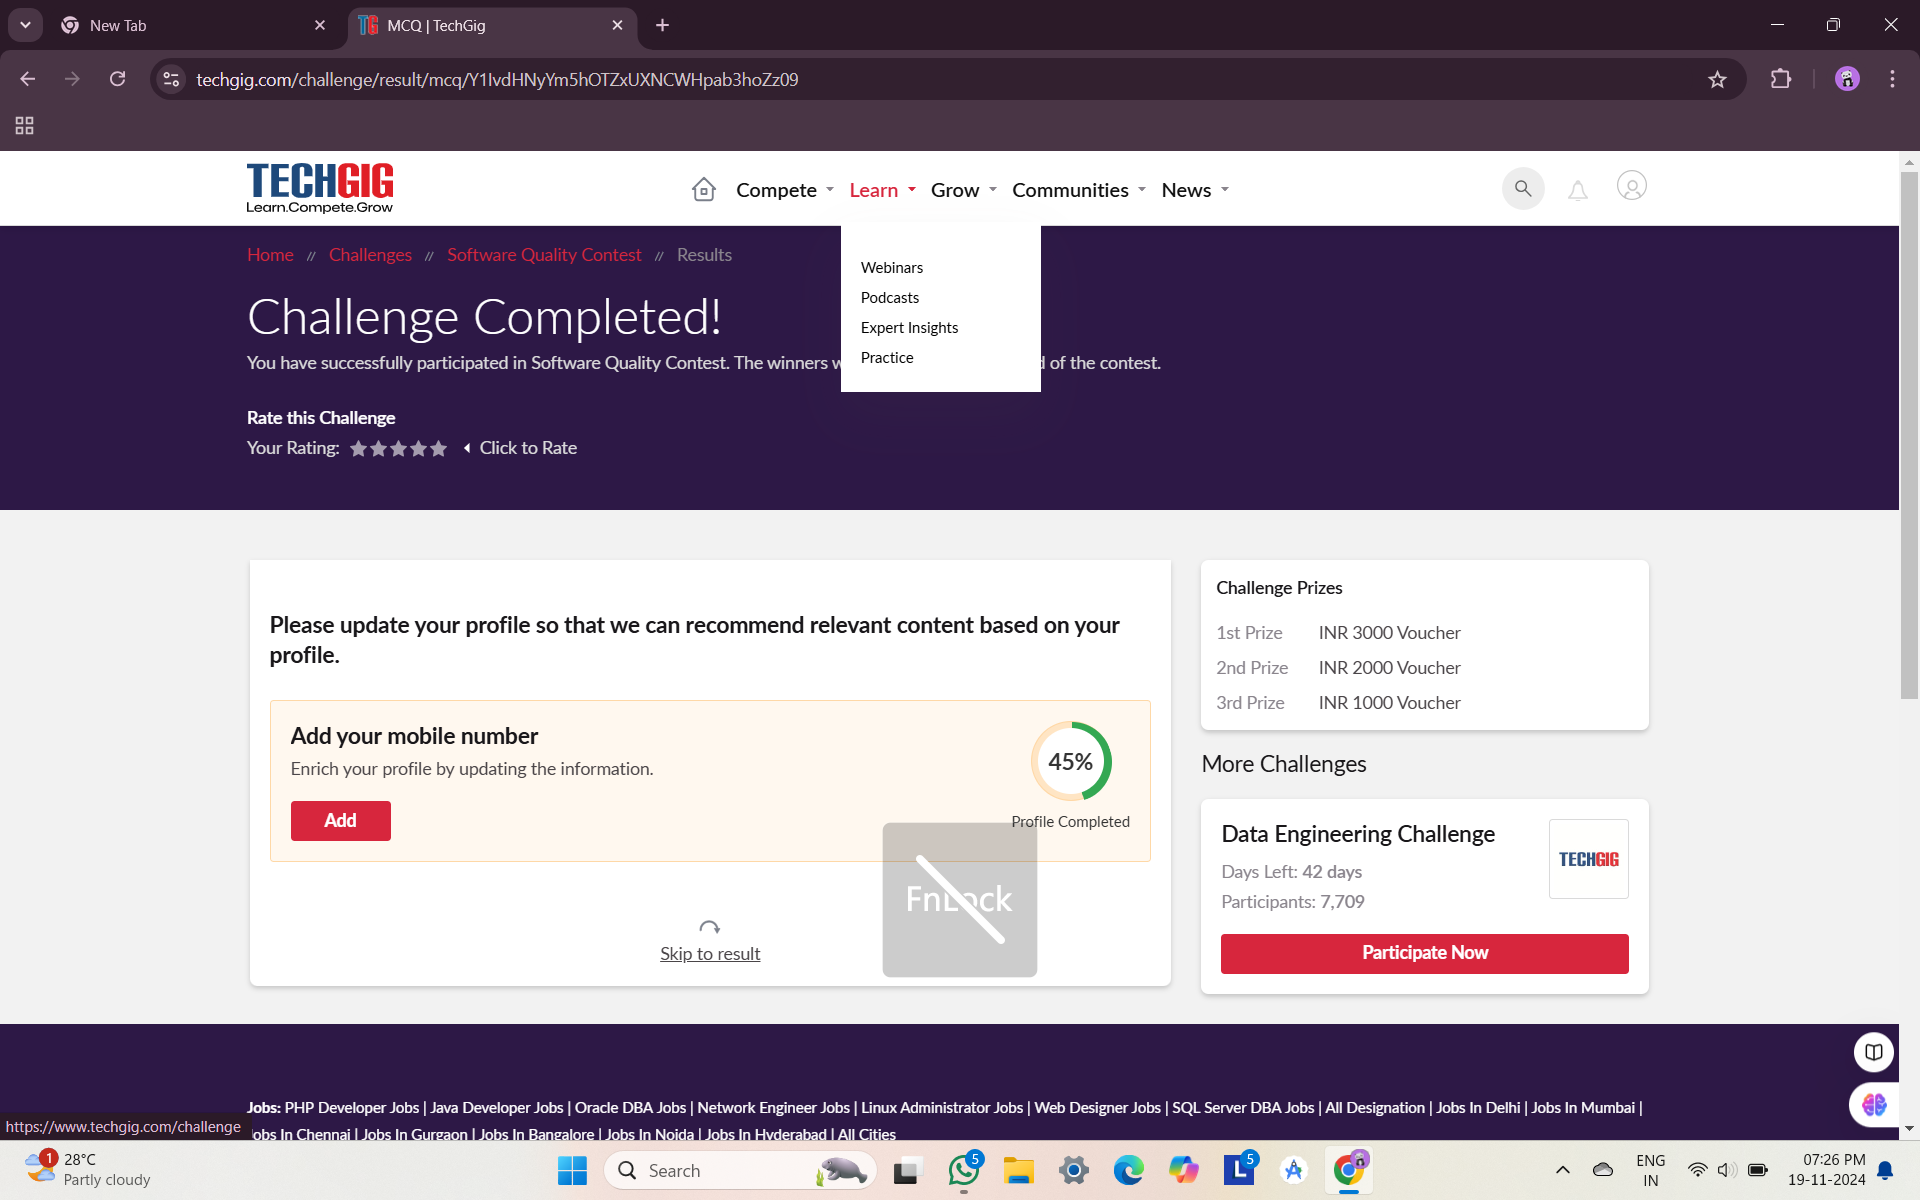 New Tab
MCQ | TechGig
techgig.com/challenge/result/mcq/Y1IvdHNyYm5hOTZxUXNCWHpab3hoZz09
TECHGIG
Learn.Compete.Grow
Compete
Learn
Grow
Communities
News
Webinars
Podcasts
Expert Insights
Practice
Home // Challenges // Software Quality Contest // Results
Challenge Completed!
You have successfully participated in Software Quality Contest. The winners w d of the contest.
Rate this Challenge
Your Rating: Click to Rate
Please update your profile so that we can recommend relevant content based on your
profile.
Add your mobile number
Enrich your profile by updating the information.
Add
45%
Profile Completed
FnLock
Skip to result
Challenge Prizes
1st Prize INR 3000 Voucher
2nd Prize INR 2000 Voucher
3rd Prize INR 1000 Voucher
More Challenges
Data Engineering Challenge
Days Left: 42 days
Participants: 7,709
TECHGIG
Participate Now
Jobs: PHP Developer Jobs | Java Developer Jobs | Oracle DBA Jobs | Network Engineer Jobs | Linux Administrator Jobs | Web Designer Jobs | SQL Server DBA Jobs | All Designation | Jobs In Delhi | Jobs In Mumbai |
obs In Chennai | Jobs In Gurgaon | Jobs In Bangalore | Jobs In Noida | Jobs In Hyderabad | All Cities
https://www.techgig.com/challenge
1
28°C
Partly cloudy
Search
5
L
5
ENG
IN
07:26 PM
19-11-2024